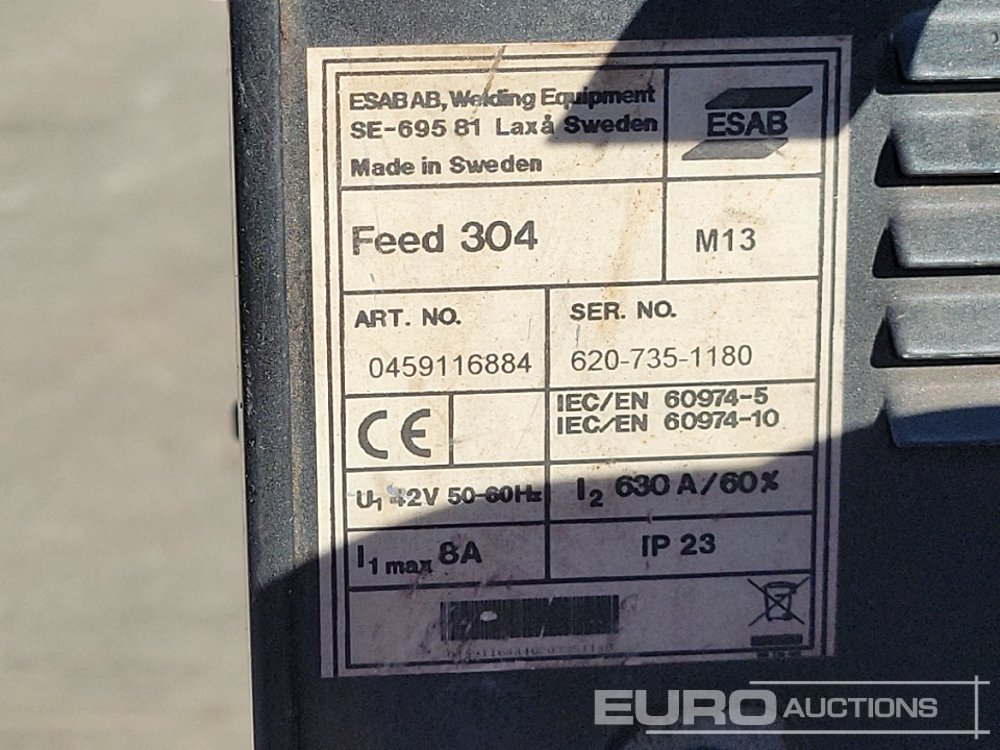 ESAB AB, Welding Equipment
SE-695 81 Laxå Sweden
Made in Sweden
ESAB
Feed 304
M13
ART. NO.
0459116884
SER. NO.
620-735-1180
CE
IEC/EN 60974-5
IEC/EN 60974-10
U1 42V 50-60Hz
I2 630 A/60%
I1 max 8A
IP 23
EURO AUCTIONS